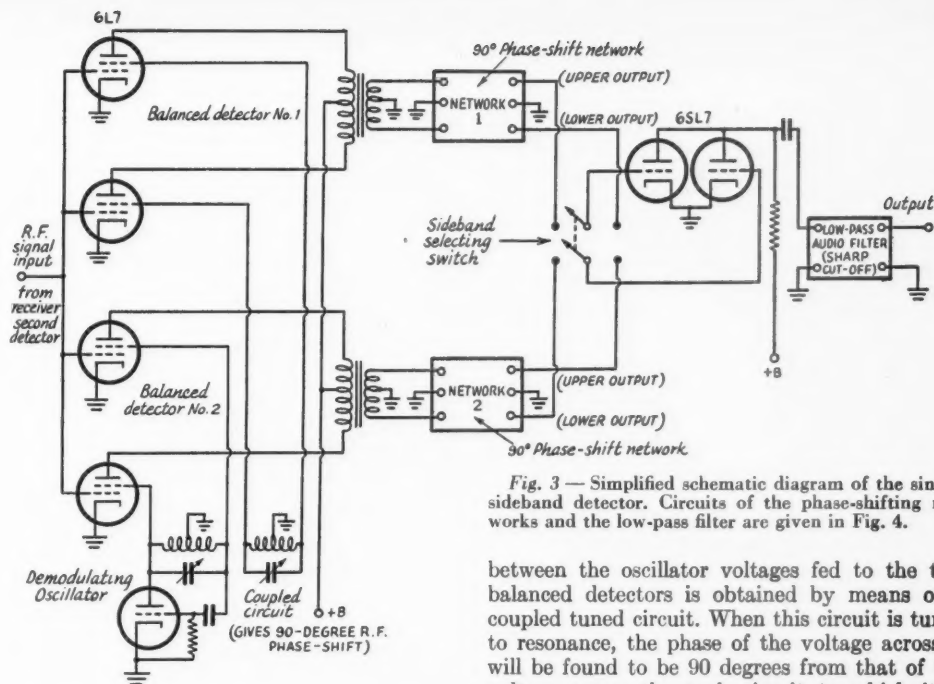 6L7
Balanced detector No.1
R.F.
signal
input
from
receiver
second
detector
Balanced
detector No.2
Demodulating
Oscillator
Coupled
circuit
(GIVES 90-DEGREE R.F.
PHASE-SHIFT)
+B
90° Phase-shift network
NETWORK
1
(UPPER OUTPUT)
(LOWER OUTPUT)
Sideband
selecting
switch
NETWORK
2
(UPPER OUTPUT)
(LOWER OUTPUT)
90° Phase-shift network
6SL7
+B
LOW-PASS
AUDIO FILTER
(SHARP
CUT-OFF)
Output
Fig. 3 — Simplified schematic diagram of the
sideband detector. Circuits of the phase-shifting
works and the low-pass filter are given in Fig. 4.
between the oscillator voltages fed to the
balanced detectors is obtained by means
coupled tuned circuit. When this circuit is
to resonance, the phase of the voltage across
will be found to be 90 degrees from that of